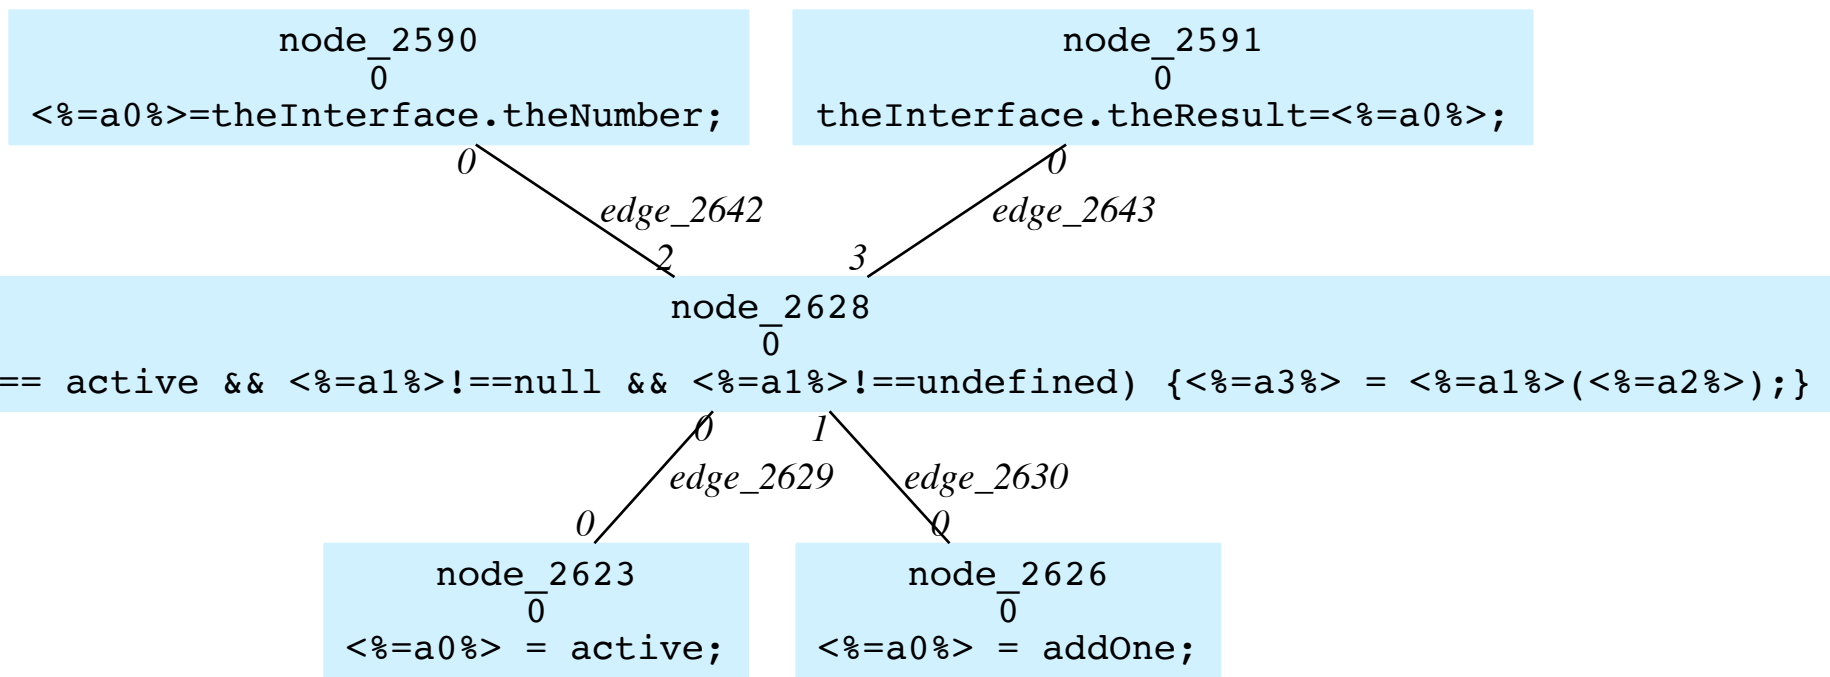 node_2590
0
<%=a0%>=theInterface.theNumber;
node_2591
0
theInterface.theResult=<%=a0%>;
0
0
edge_2642
edge_2643
2
3
node_2628
0
== active && <%=a1%>!==null && <%=a1%>!==undefined) {<%=a3%> = <%=a1%>(<%=a2%>);}
0
1
edge_2629
edge_2630
0
0
node_2623
0
<%=a0%> = active;
node_2626
0
<%=a0%> = addOne;